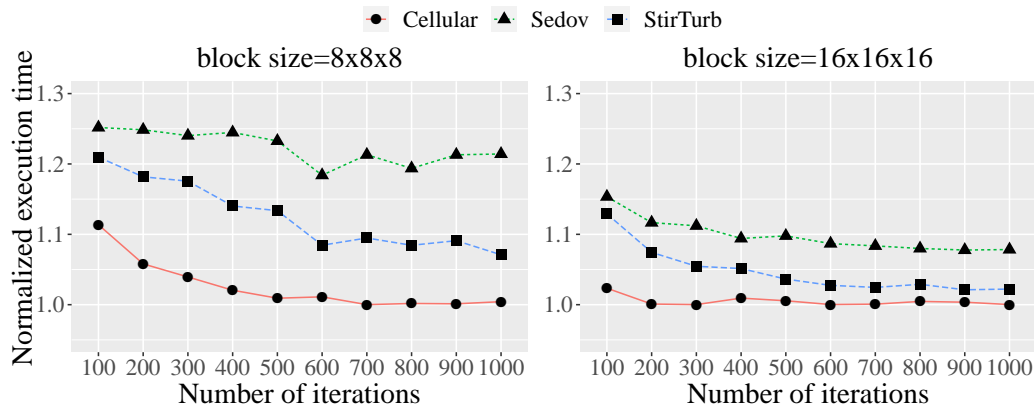 Cellular Sedov StirTurb
block size=8x8x8 block size=16x16x16
Normalized execution time
1.3 1.3
1.2 1.2
1.1 1.1
1.0 1.0
100 200 300 400 500 600 700 800 900 1000 100 200 300 400 500 600 700 800 900 1000
Number of iterations Number of iterations